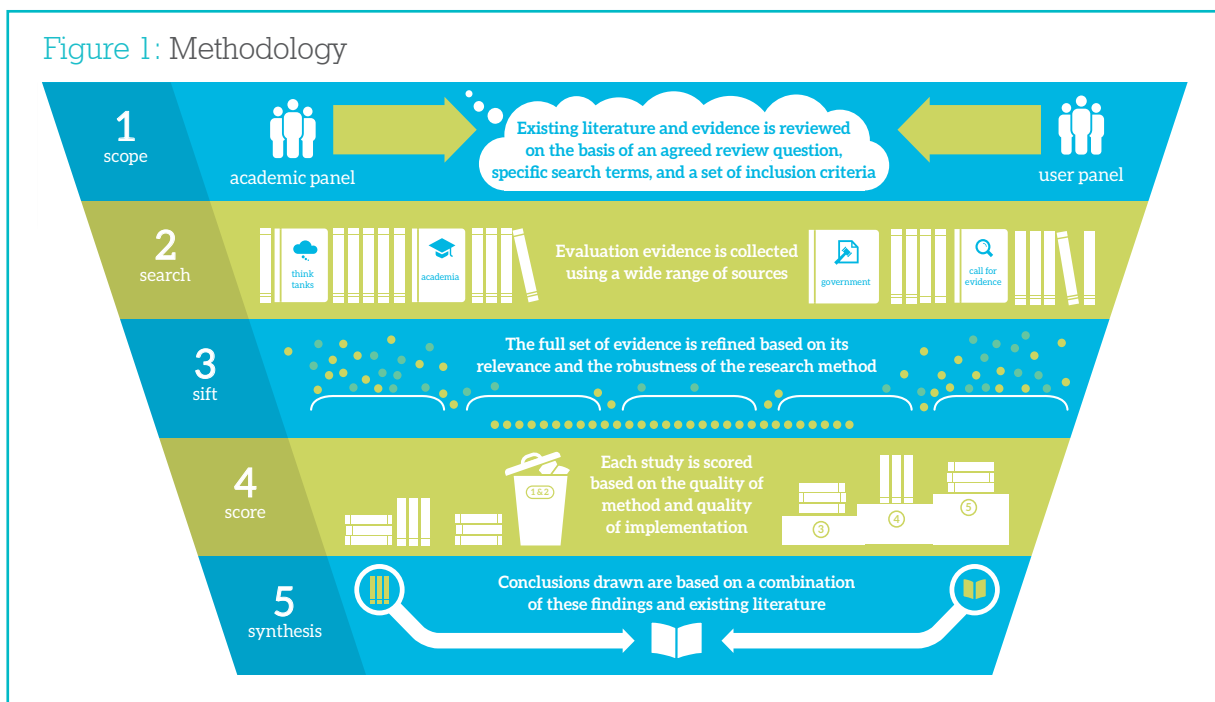 Figure 1: Methodology
1
scope
academic panel
Existing literature and evidence is reviewed
on the basis of an agreed review question,
specific search terms, and a set of inclusion criteria
user panel
2
search
think
tanks
academia
Evaluation evidence is collected
using a wide range of sources
government
call for
evidence
3
sift
The full set of evidence is refined based on its
relevance and the robustness of the research method
4
score
1 & 2
Each study is scored
based on the quality of
method and quality
of implementation
3
4
5
5
synthesis
Conclusions drawn are based on a combination
of these findings and existing literature